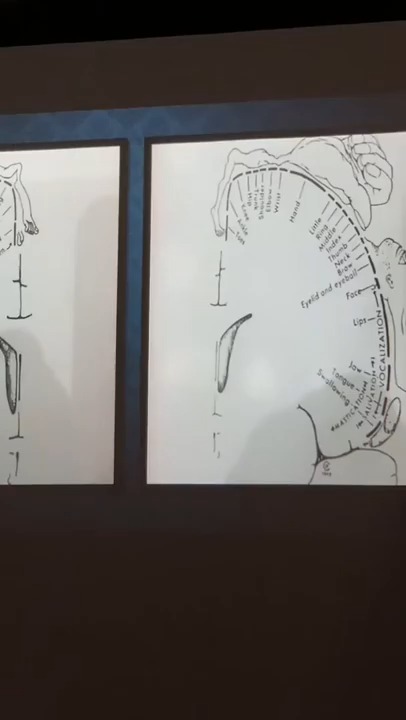 Toes
Ankle
Knee
Hip
Trunk
Shoulder
Elbow
Wrist
Hand
Little
Ring
Middle
Index
Thumb
Neck
Brow
Eyelid and eyeball
Face
Lips
VOCALIZATION
Jaw
Tongue
Swallowing
MASTICATION
SALIVATION